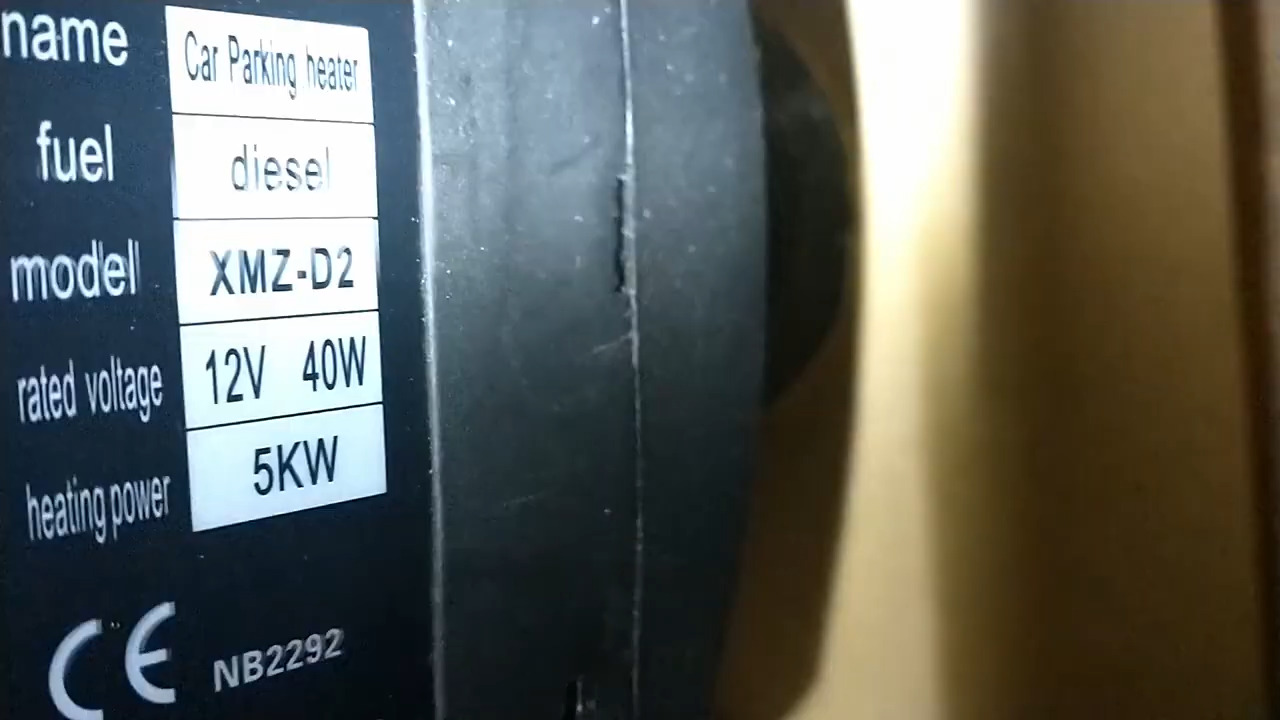 name Car Parking heater
fuel diesel
model XMZ-D2
rated voltage 12V 40W
heating power 5KW
CE NB2292